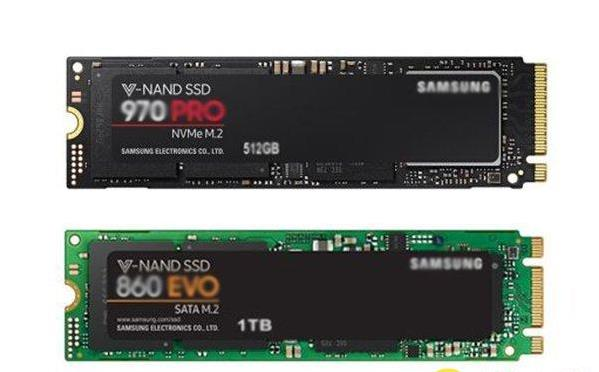 V-NAND SSD
970 PRO
NVMe M.2
SAMSUNG ELECTRONICS CO., LTD.
512GB
SAMSUNG
V-NAND SSD
860 EVO
SATA M.2
www.samsung.com/ssd
SAMSUNG ELECTRONICS CO., LTD.
1TB
SAMSUNG